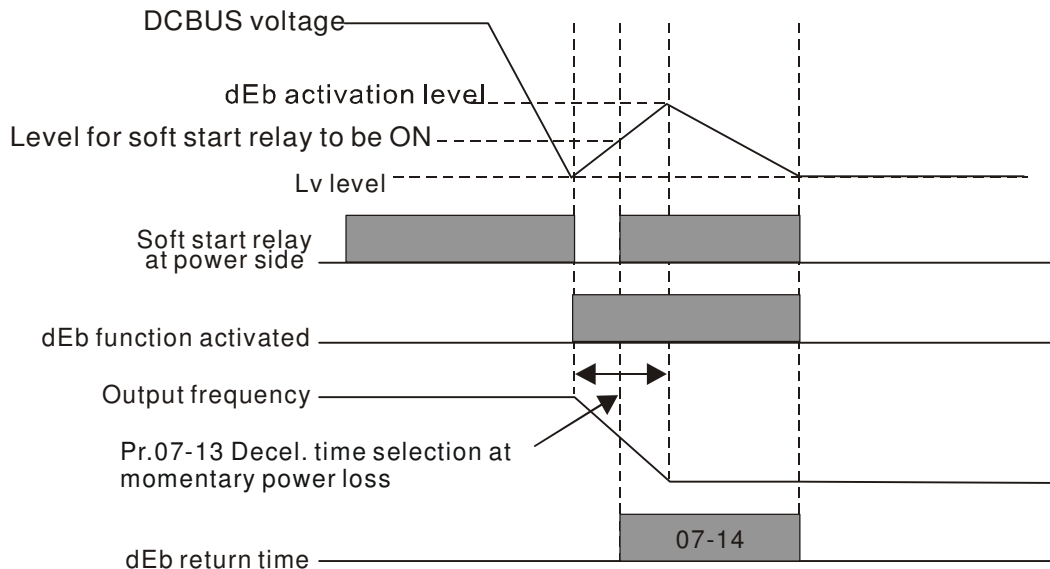 DCBUS voltage
dEb activation level
Level for soft start relay to be ON
Lv level
Soft start relay
at power side
dEb function activated
Output frequency
Pr.07-13 Decel. time selection at
momentary power loss
07-14
dEb return time